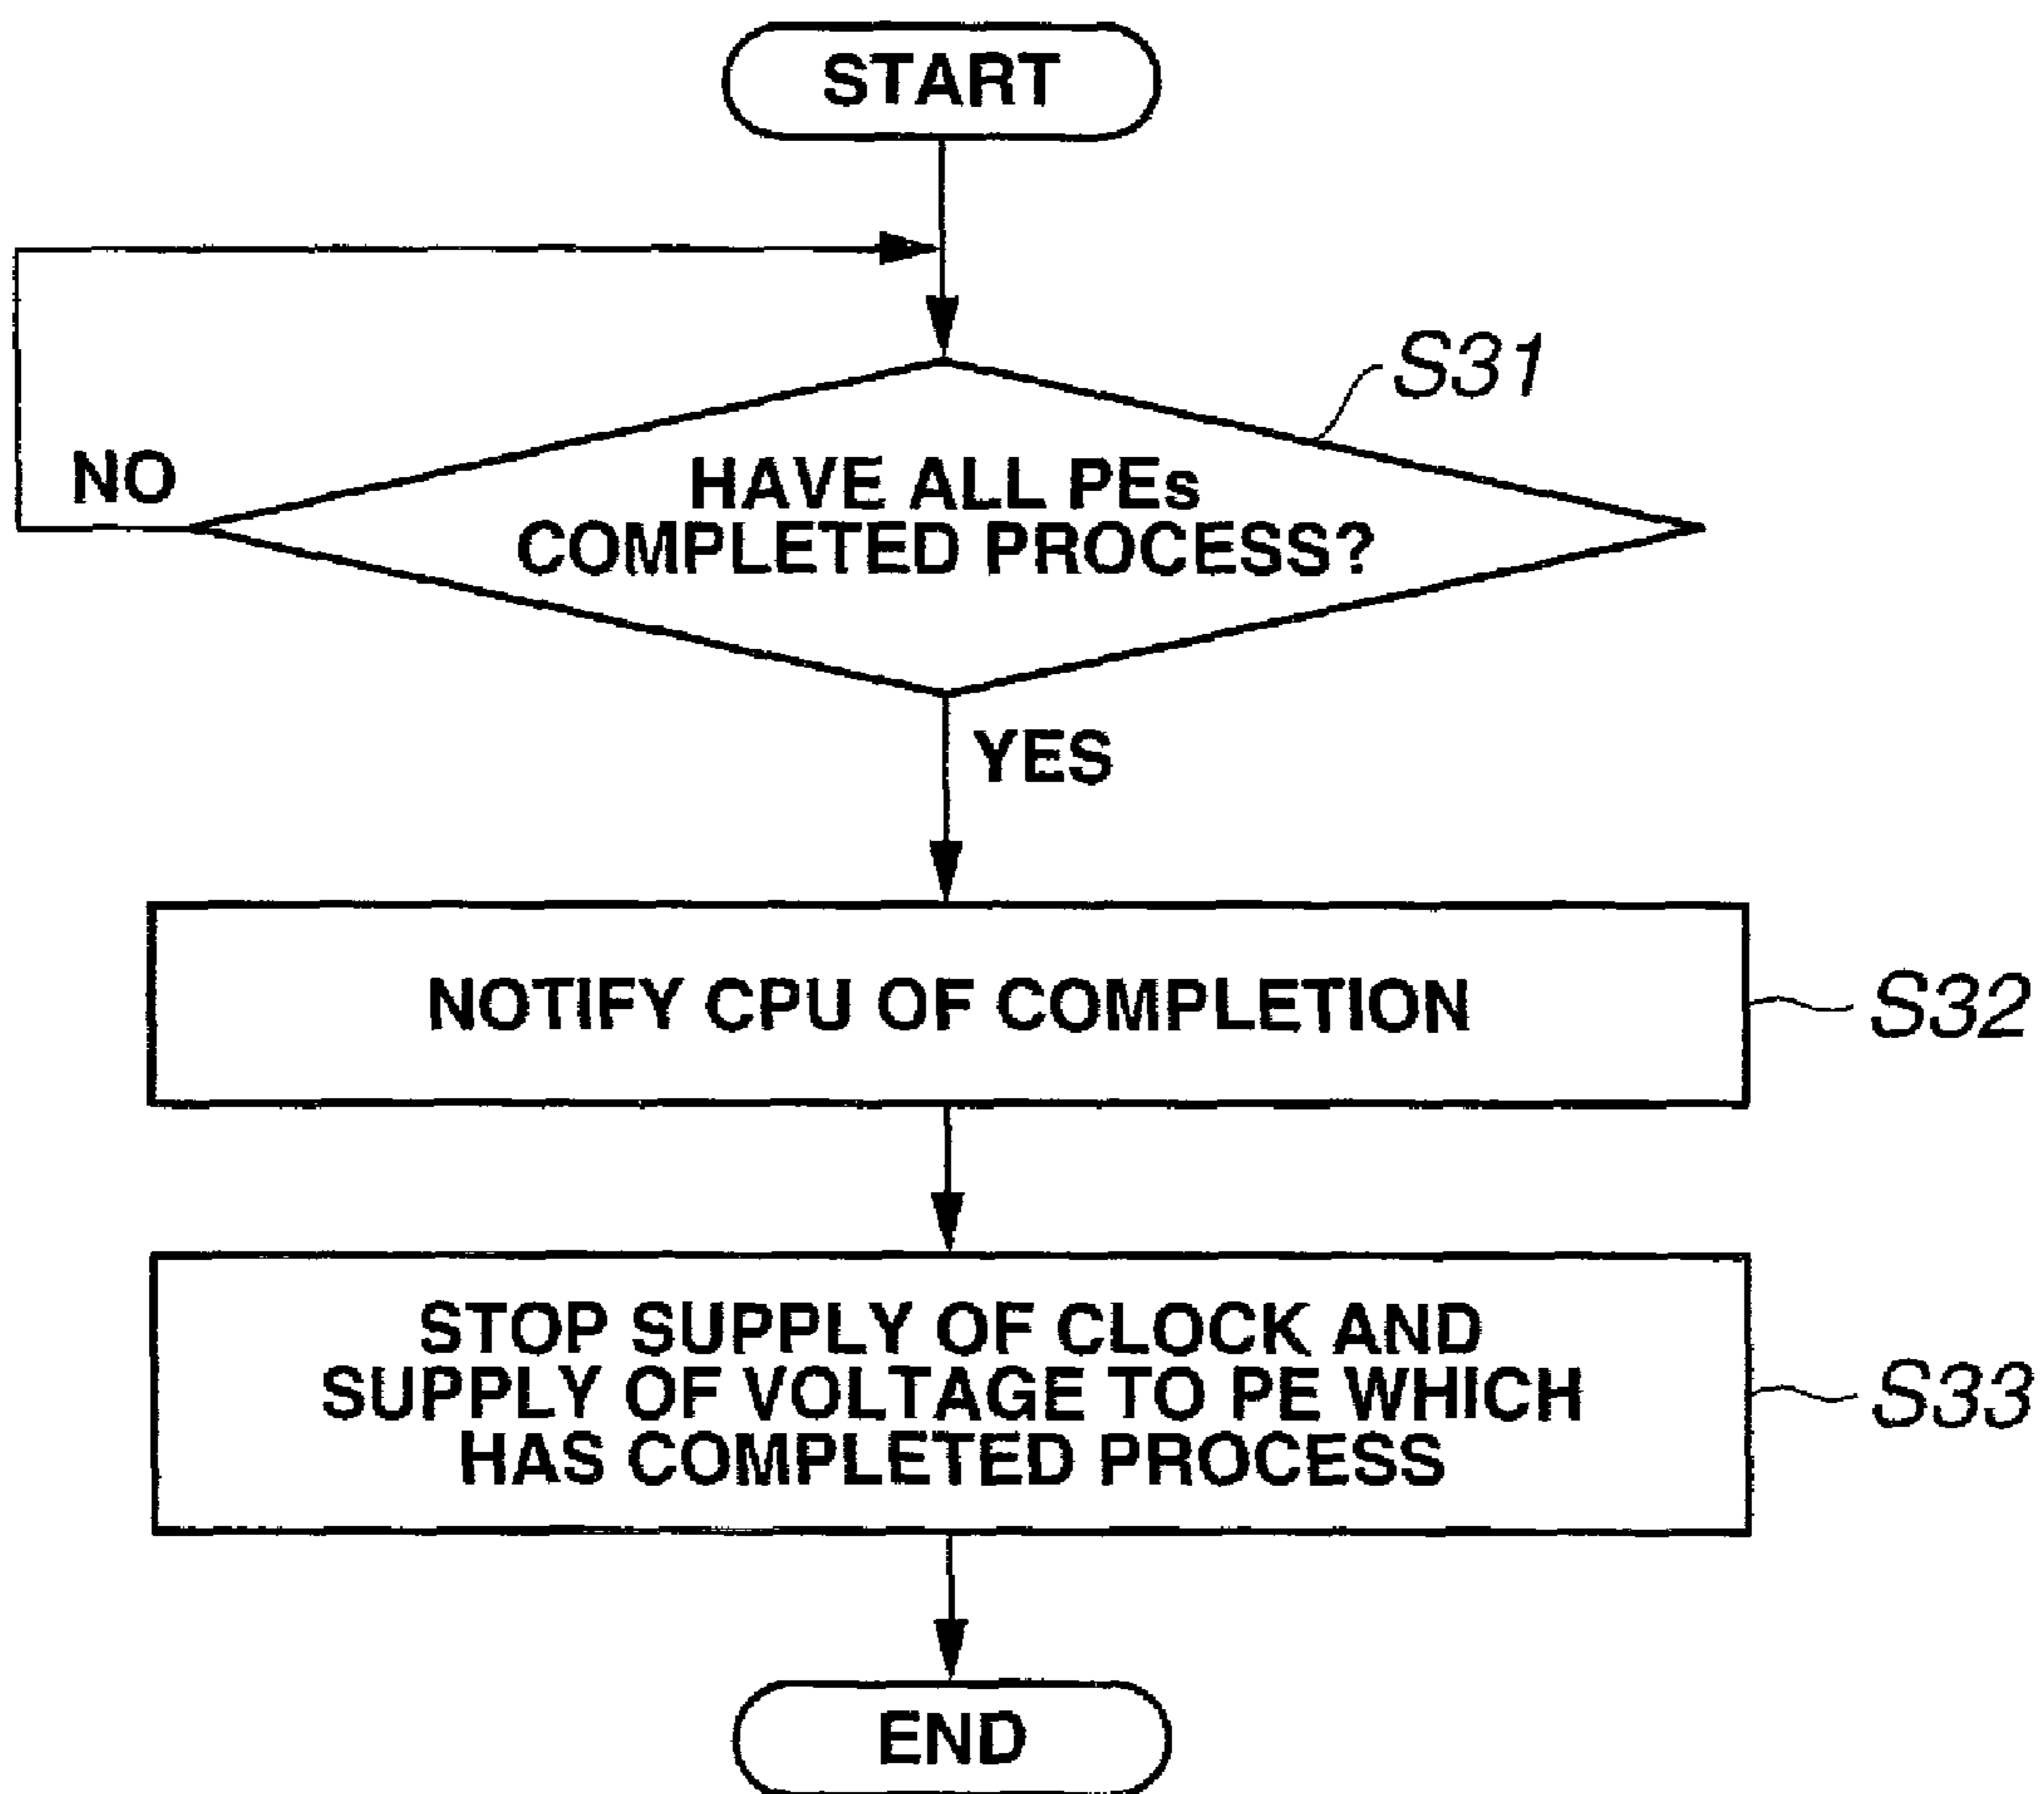 START
S31
NO
HAVE ALL PEs
COMPLETED PROCESS?
YES
NOTIFY CPU OF COMPLETION
S32
STOP SUPPLY OF CLOCK AND
SUPPLY OF VOLTAGE TO PE WHICH
HAS COMPLETED PROCESS
S33
END